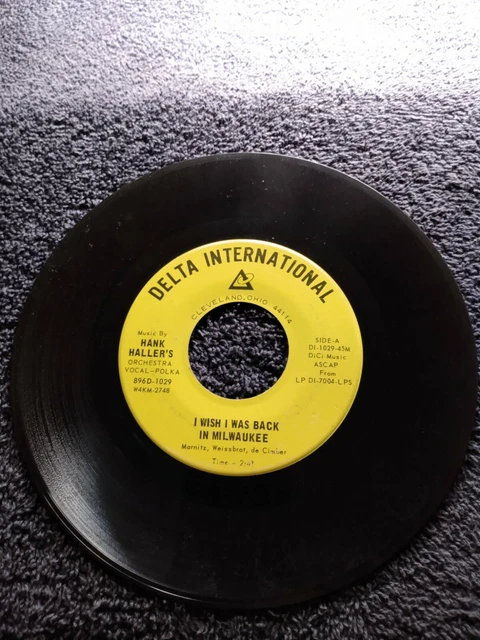 DELTA INTERNATIONAL
CLEVELAND, OHIO 44114
Music By
HANK
HALLER'S
ORCHESTRA
VOCAL-POLKA
896D-1029
W4KM-2748
SIDE-A
DI-1029-45M
DiCi Music
ASCAP
From
LP DI-7004-LPS
I WISH I WAS BACK
IN MILWAUKEE
Marnitz, Weissbrot, de Cimber
Time - 2:41